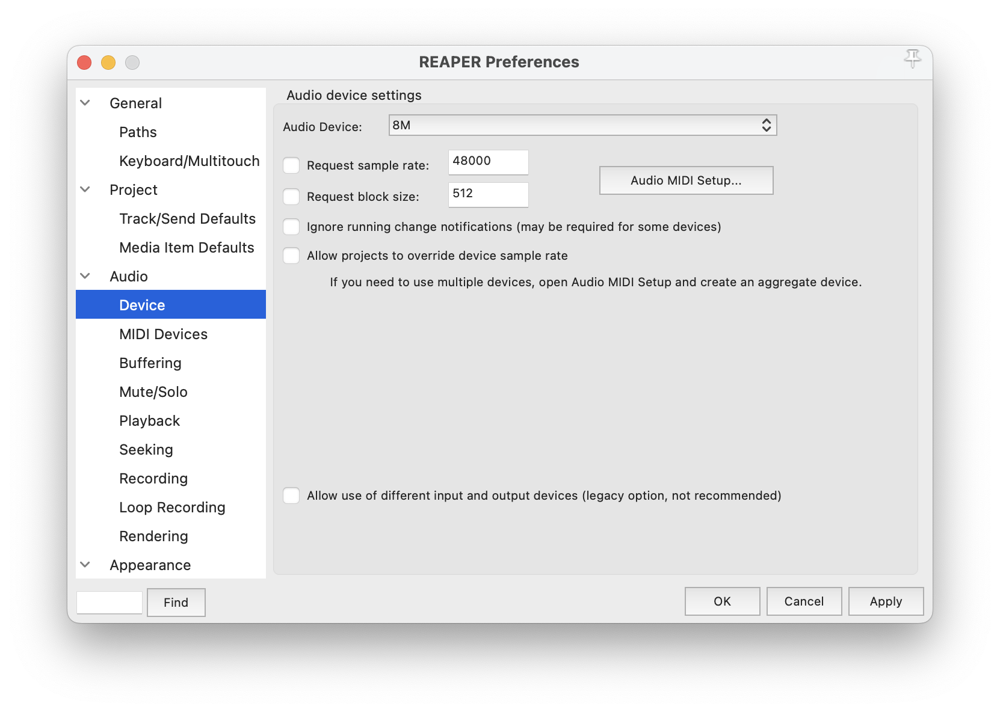 REAPER Preferences
General
Paths
Keyboard/Multitouch
Project
Track/Send Defaults
Media Item Defaults
Audio
Device
MIDI Devices
Buffering
Mute/Solo
Playback
Seeking
Recording
Loop Recording
Rendering
Appearance
Find
Audio device settings
Audio Device: 8M
Request sample rate: 48000
Request block size: 512
Audio MIDI Setup...
Ignore running change notifications (may be required for some devices)
Allow projects to override device sample rate
If you need to use multiple devices, open Audio MIDI Setup and create an aggregate device.
Allow use of different input and output devices (legacy option, not recommended)
OK Cancel Apply